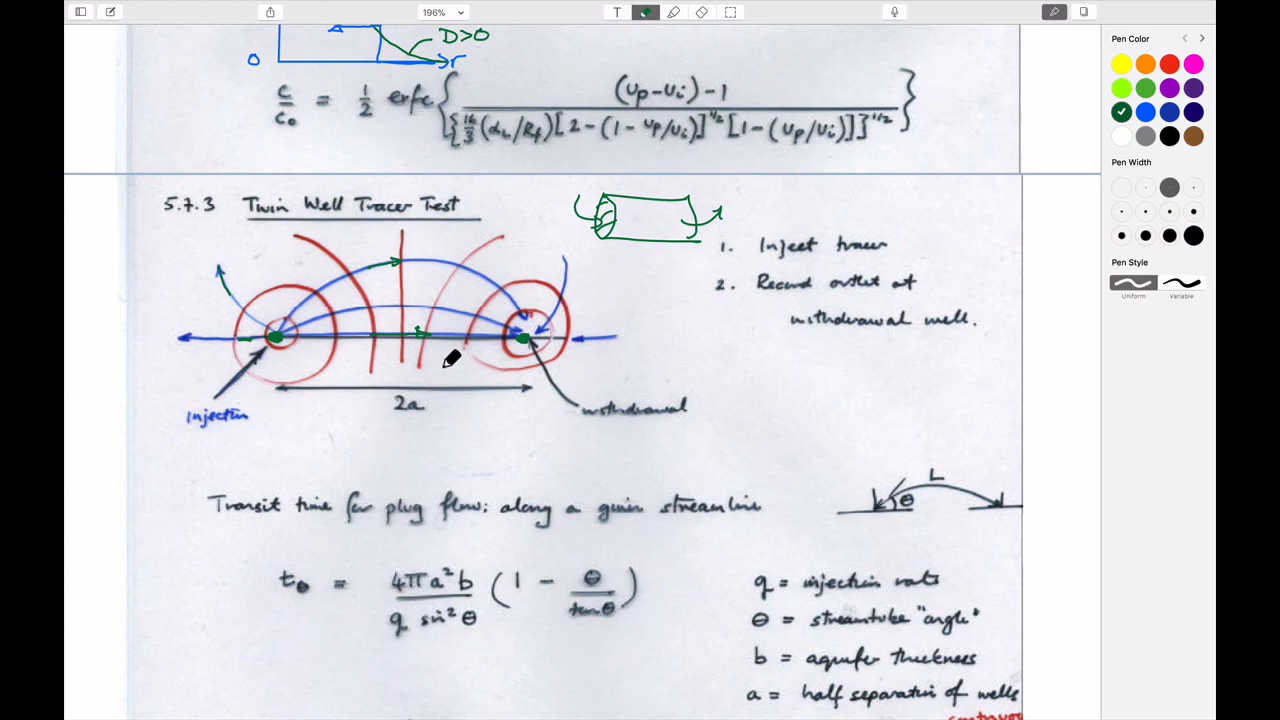 196%
T
Pen Color
Pen Width
Pen Style
Uniform
Variable
D>0
0
r
C/C₀ = 1/2 erfc { (Up-Ui) - 1 / {16/3 (αL/Rf) [2-(1-Up/Ui)]^1/2 [1-(Up/Ui)]}^1/2 }
5.7.3 Twin Well Tracer Test
1. Inject tracer
2. Record outlet at
withdrawal well.
2a
Injection
withdrawal
Transit time for plug flow; along a given streamline
L
θ
tθ = 4πa²b / q sin²θ (1 - θ/tanθ)
q = injection rate
θ = streamtube "angle"
b = aquifer thickness
a = half separation of wells